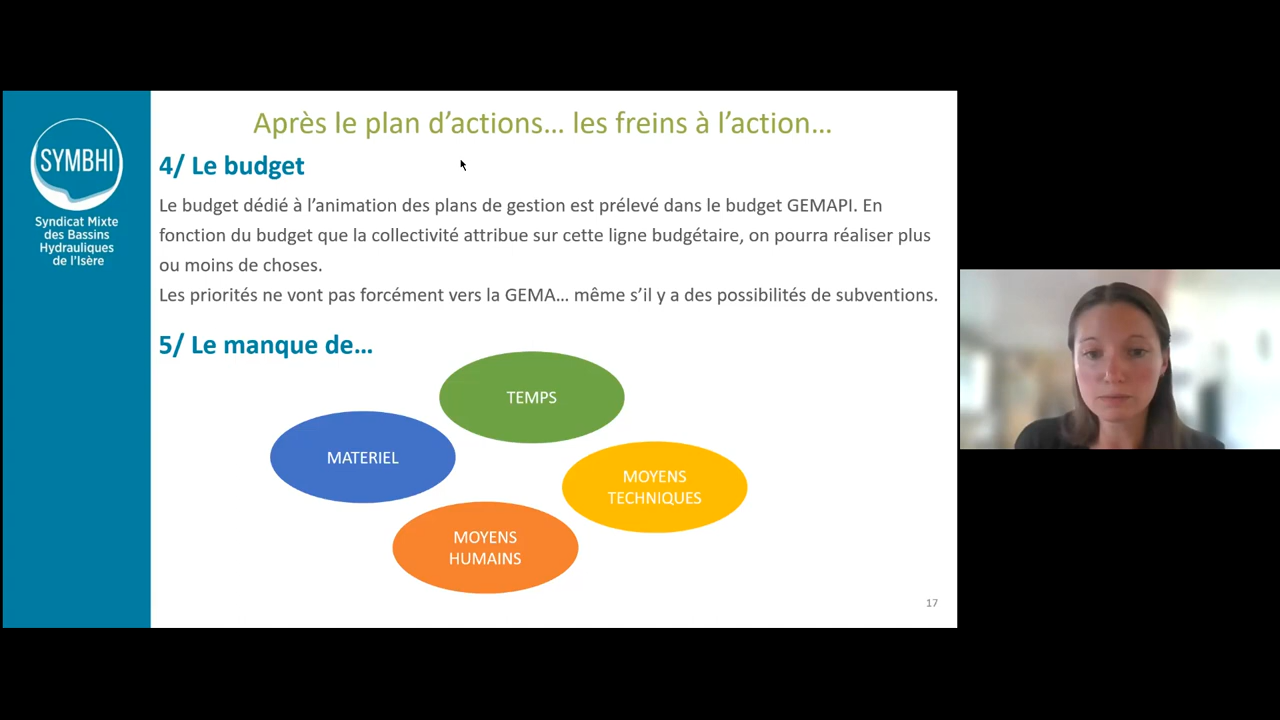 Après le plan d’actions… les freins à l’action…
SYMBHI
Syndicat Mixte
des Bassins
Hydrauliques
de l’Isère
4/ Le budget
Le budget dédié à l’animation des plans de gestion est prélevé dans le budget GEMAPI. En
fonction du budget que la collectivité attribue sur cette ligne budgétaire, on pourra réaliser plus
ou moins de choses.
Les priorités ne vont pas forcément vers la GEMA… même s’il y a des possibilités de subventions.
5/ Le manque de…
TEMPS
MATERIEL
MOYENS
TECHNIQUES
MOYENS
HUMAINS
17